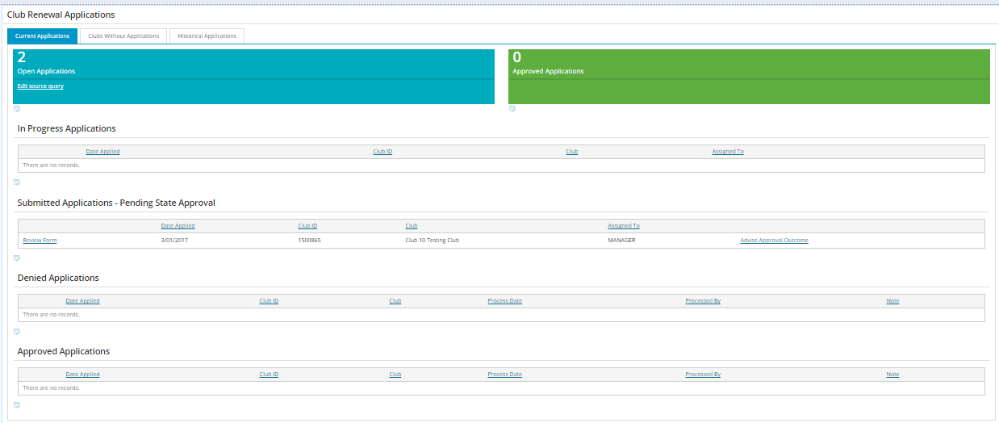 Club Renewal Applications
Current Applications Clubs Without Applications Historical Applications
2
Open Applications
Edit source query
0
Approved Applications
In Progress Applications
Date Applied Club ID Club Assigned To
There are no records.
Submitted Applications - Pending State Approval
Date Applied Club ID Club Assigned To
Review Form 3/01/2017 1500865 Club 10 Testing Club MANAGER Advise Approval Outcome
Denied Applications
Date Applied Club ID Club Process Date Processed By Note
There are no records.
Approved Applications
Date Applied Club ID Club Process Date Processed By Note
There are no records.